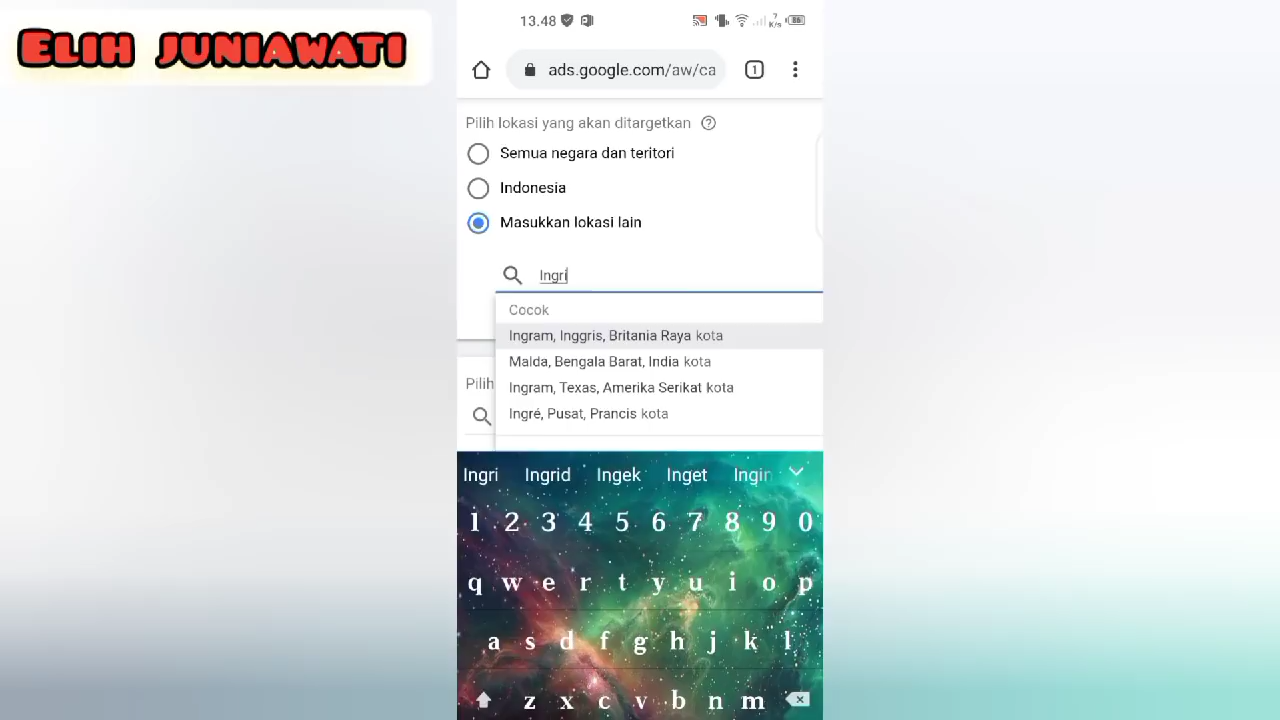 ELIH JUNIAWATI
13.48
7
K/s
86
ads.google.com/aw/ca
1
Pilih lokasi yang akan ditargetkan
Semua negara dan teritori
Indonesia
Masukkan lokasi lain
Ingri
Cocok
Ingram, Inggris, Britania Raya kota
Malda, Bengala Barat, India kota
Ingram, Texas, Amerika Serikat kota
Ingré, Pusat, Prancis kota
Pilih
Ingri Ingrid Ingek Inget Ingin
1 2 3 4 5 6 7 8 9 0
q w e r t y u i o p
a s d f g h j k l
z x c v b n m